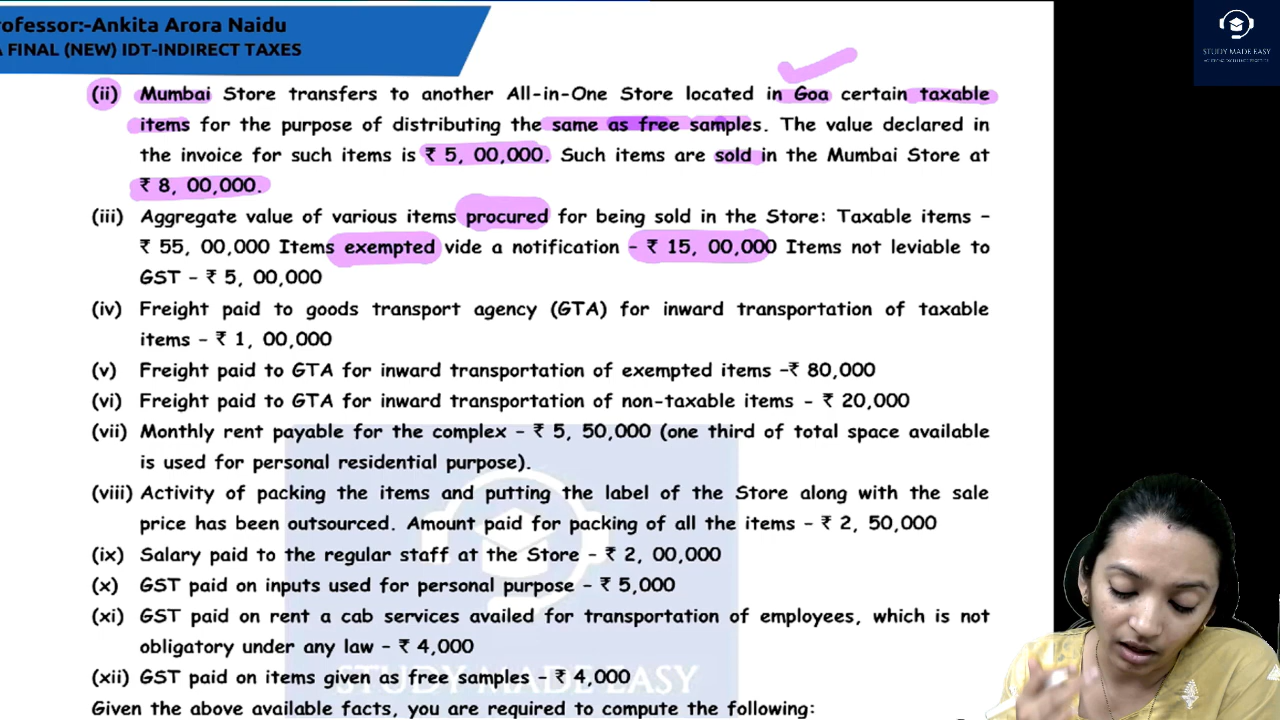 rofessor:-Ankita Arora Naidu
A FINAL (NEW) IDT-INDIRECT TAXES
STUDY MADE EASY
(ii) Mumbai Store transfers to another All-in-One Store located in Goa certain taxable
items for the purpose of distributing the same as free samples. The value declared in
the invoice for such items is ₹ 5, 00,000. Such items are sold in the Mumbai Store at
₹ 8, 00,000.
(iii) Aggregate value of various items procured for being sold in the Store: Taxable items –
₹ 55, 00,000 Items exempted vide a notification – ₹ 15, 00,000 Items not leviable to
GST – ₹ 5, 00,000
(iv) Freight paid to goods transport agency (GTA) for inward transportation of taxable
items – ₹ 1, 00,000
(v) Freight paid to GTA for inward transportation of exempted items –₹ 80,000
(vi) Freight paid to GTA for inward transportation of non-taxable items - ₹ 20,000
(vii) Monthly rent payable for the complex – ₹ 5, 50,000 (one third of total space available
is used for personal residential purpose).
(viii) Activity of packing the items and putting the label of the Store along with the sale
price has been outsourced. Amount paid for packing of all the items – ₹ 2, 50,000
(ix) Salary paid to the regular staff at the Store – ₹ 2, 00,000
(x) GST paid on inputs used for personal purpose – ₹ 5,000
(xi) GST paid on rent a cab services availed for transportation of employees, which is not
obligatory under any law – ₹ 4,000
(xii) GST paid on items given as free samples – ₹ 4,000
STUDY MADE EASY
Given the above available facts, you are required to compute the following: